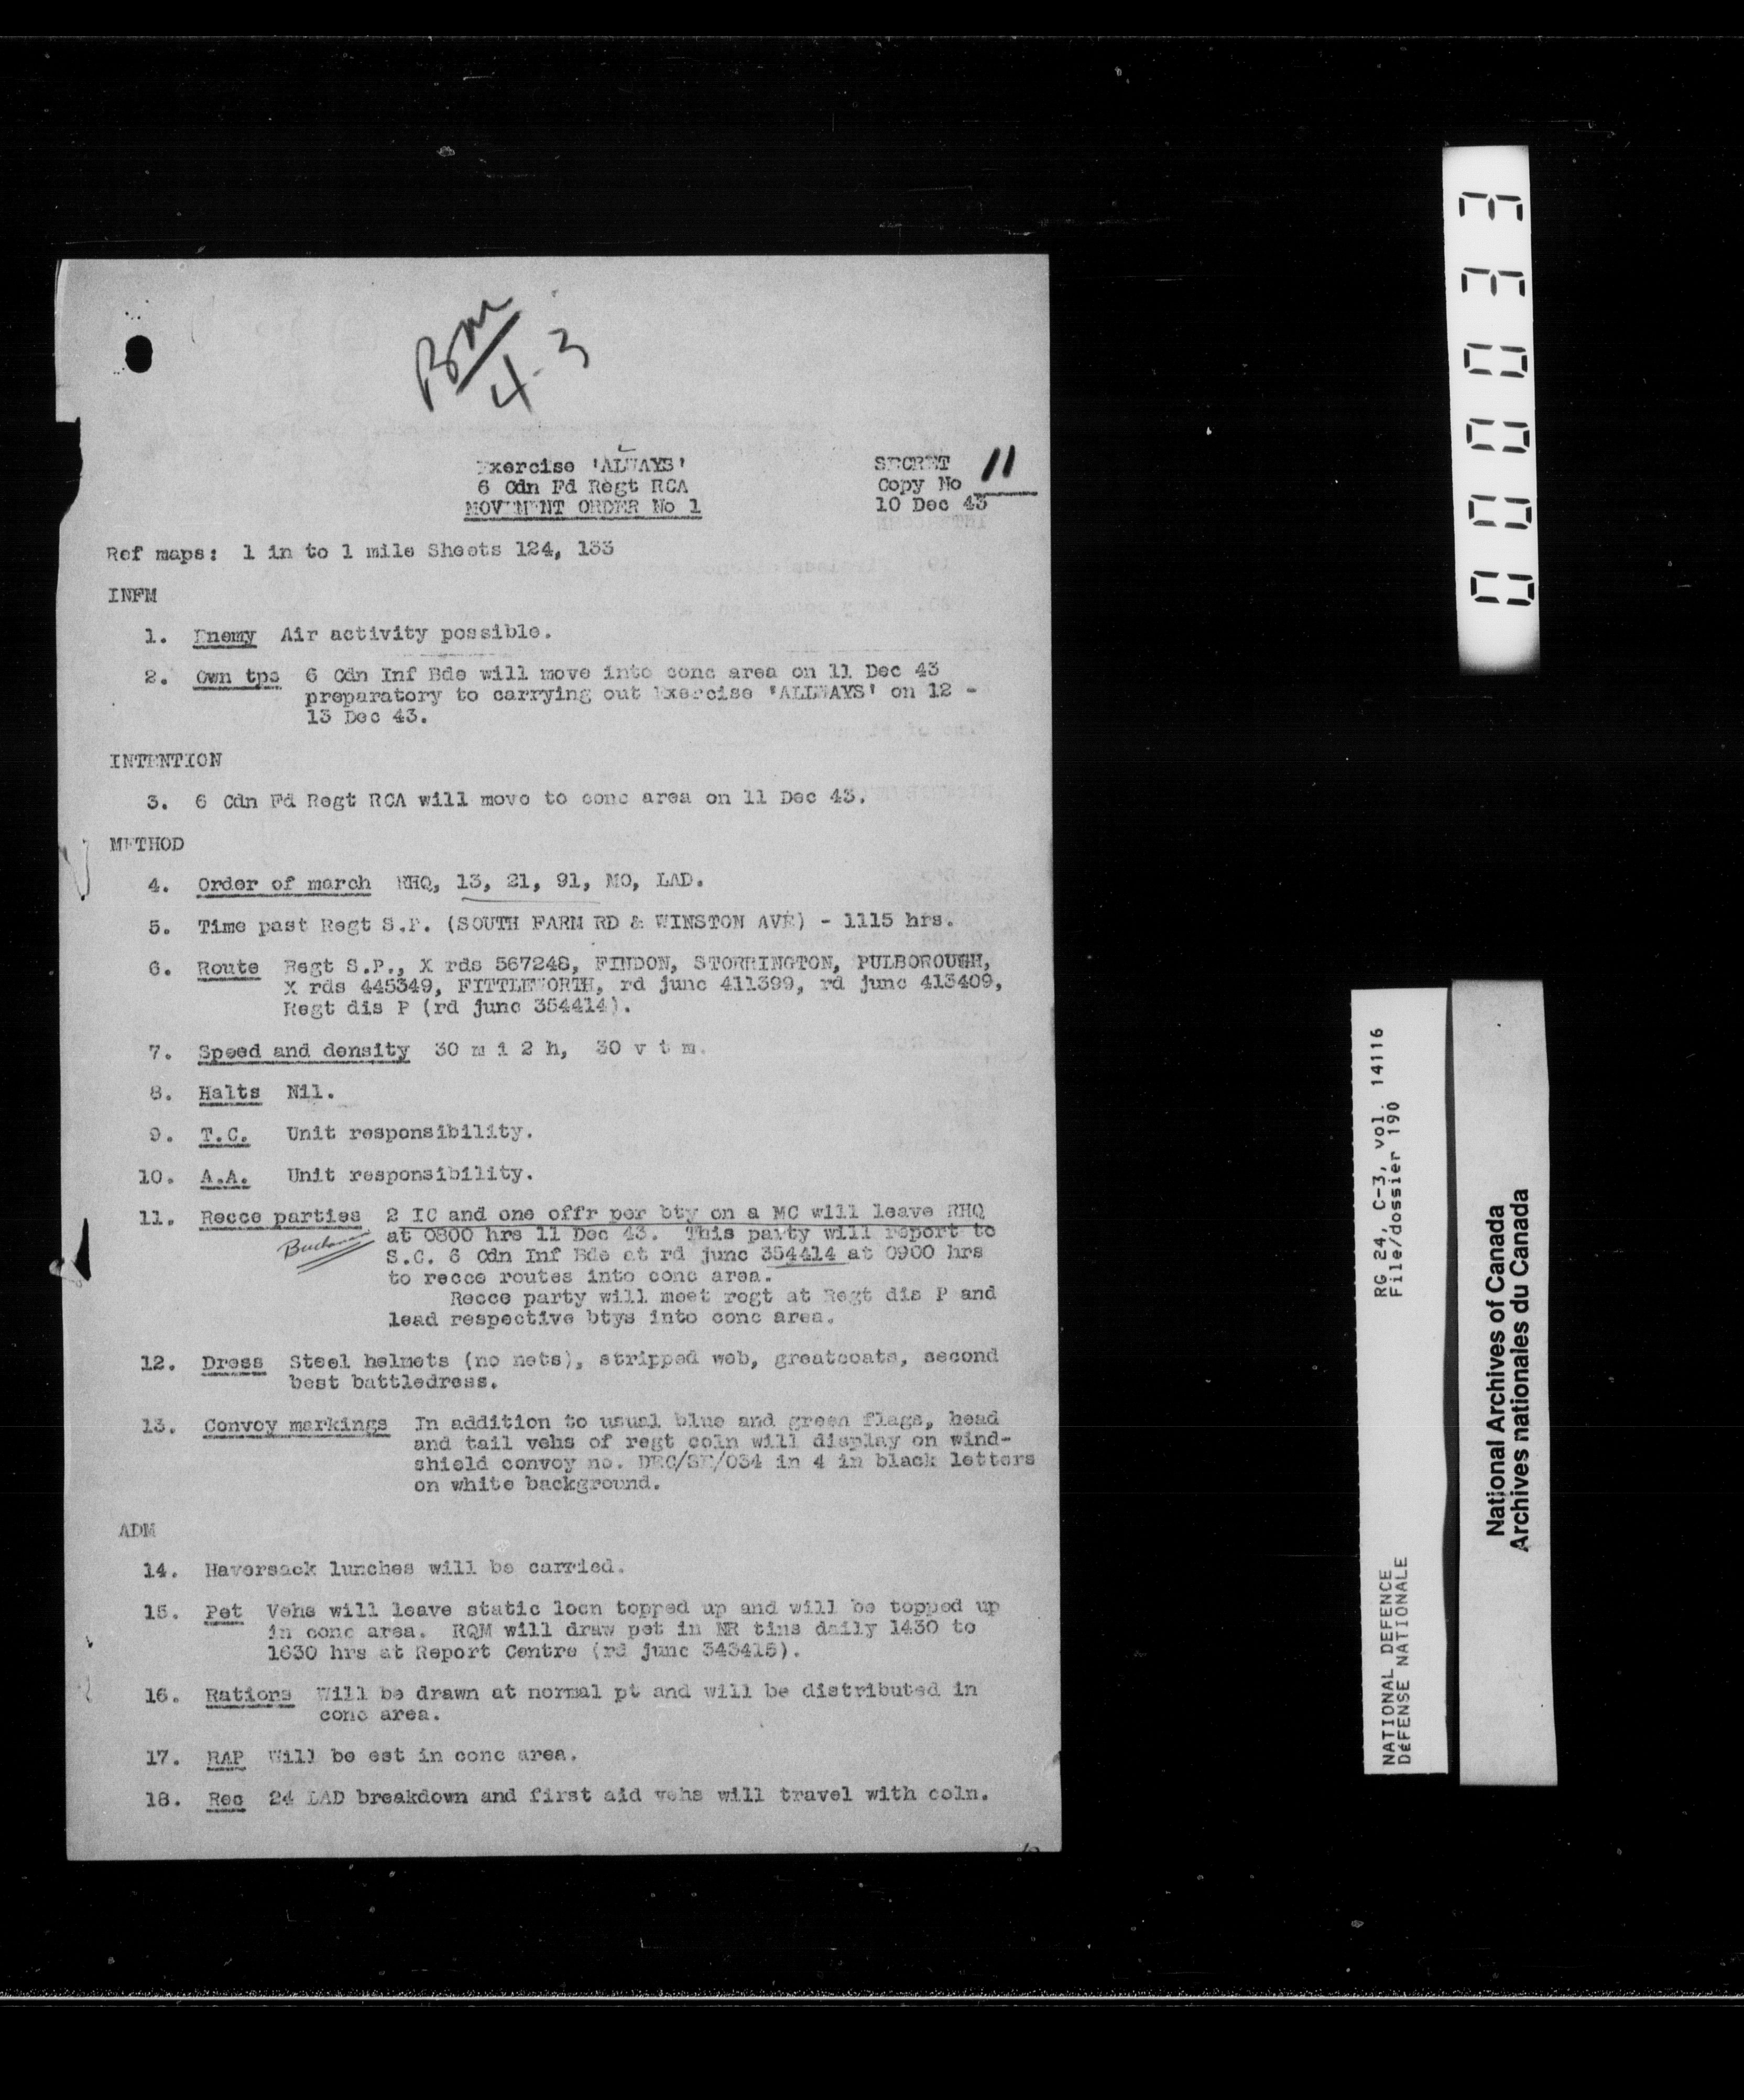 Bm
4-3
Exercise 'ALWAYS'
6 Cdn Fd Regt RCA
MOVEMENT ORDER No 1
SECRET
Copy No 11
10 Dec 43
Ref maps: 1 in to 1 mile Sheets 124, 133
INFM
1. Enemy Air activity possible.
2. Own tps 6 Cdn Inf Bde will move into conc area on 11 Dec 43
preparatory to carrying out Exercise 'ALLWAYS' on 12 -
13 Dec 43.
INTENTION
3. 6 Cdn Fd Regt RCA will move to conc area on 11 Dec 43.
METHOD
4. Order of march RHQ, 13, 21, 91, MO, LAD.
5. Time past Regt S.P. (SOUTH FARM RD & WINSTON AVE) - 1115 hrs.
6. Route Regt S.P., X rds 567248, FINDON, STORRINGTON, PULBOROUGH,
X rds 445349, FITTLEWORTH, rd junc 411399, rd junc 413409,
Regt dis P (rd junc 354414).
7. Speed and density 30 m i 2 h, 30 v t m.
8. Halts Nil.
9. T.C. Unit responsibility.
10. A.A. Unit responsibility.
11. Recce parties 2 IC and one offr per bty on a MC will leave RHQ
at 0800 hrs 11 Dec 43. This party will report to
S.C. 6 Cdn Inf Bde at rd junc 354414 at 0900 hrs
to recce routes into conc area.
Recce party will meet regt at Regt dis P and
lead respective btys into conc area.
12. Dress Steel helmets (no nets), stripped web, greatcoats, second
best battledress.
13. Convoy markings In addition to usual blue and green flags, head
and tail vehs of regt coln will display on wind-
shield convoy no. DEC/SE/034 in 4 in black letters
on white background.
ADM
14. Haversack lunches will be carried.
15. Pet Vehs will leave static locn topped up and will be topped up
in conc area. RQM will draw pet in NR tins daily 1430 to
1630 hrs at Report Centre (rd junc 343415).
16. Rations Will be drawn at normal pt and will be distributed in
conc area.
17. RAP Will be est in conc area.
18. Rec 24 LAD breakdown and first aid vehs will travel with coln.
RG 24, C-3, vol. 14116
File/dossier 190
NATIONAL DEFENCE
DÉFENSE NATIONALE
National Archives of Canada
Archives nationales du Canada